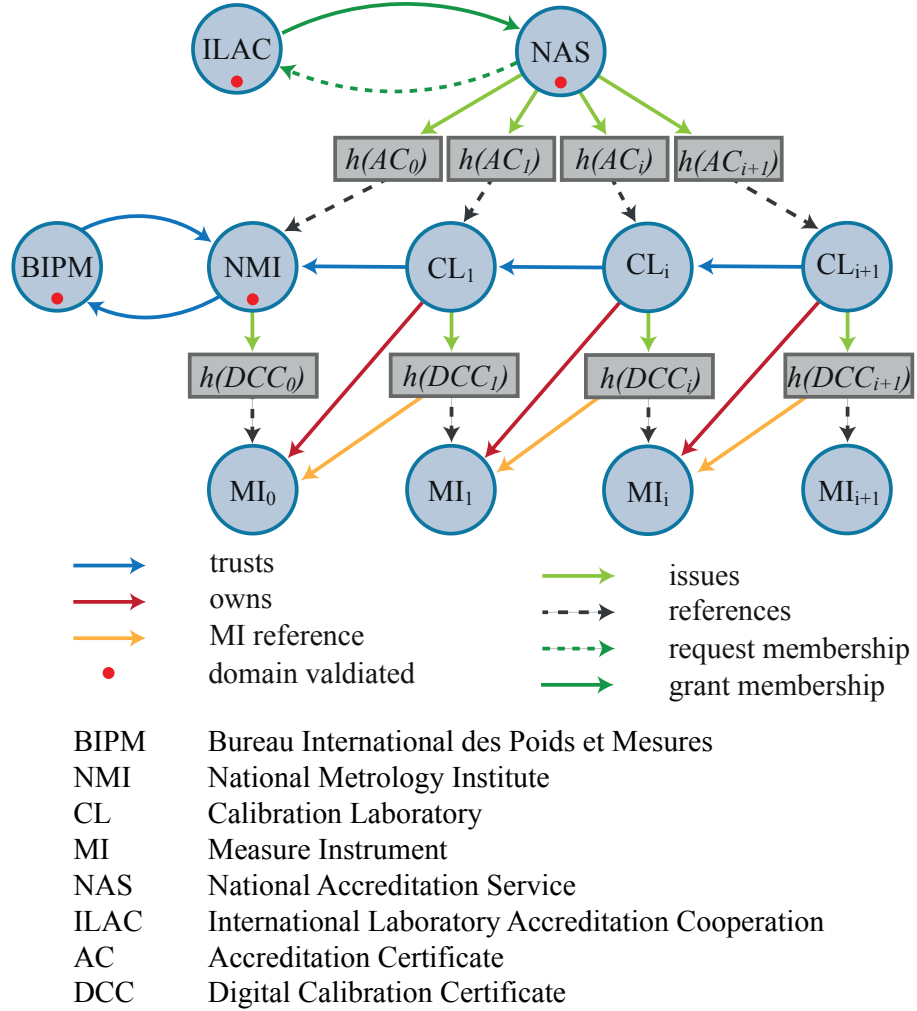 ILAC
NAS
h(AC₀)
h(AC₁)
h(ACᵢ)
h(ACᵢ₊₁)
BIPM
NMI
CL₁
CLᵢ
CLᵢ₊₁
h(DCC₀)
h(DCC₁)
h(DCCᵢ)
h(DCCᵢ₊₁)
MI₀
MI₁
MIᵢ
MIᵢ₊₁
trusts
owns
MI reference
domain valdiated
issues
references
request membership
grant membership
BIPM Bureau International des Poids et Mesures
NMI National Metrology Institute
CL Calibration Laboratory
MI Measure Instrument
NAS National Accreditation Service
ILAC International Laboratory Accreditation Cooperation
AC Accreditation Certificate
DCC Digital Calibration Certificate